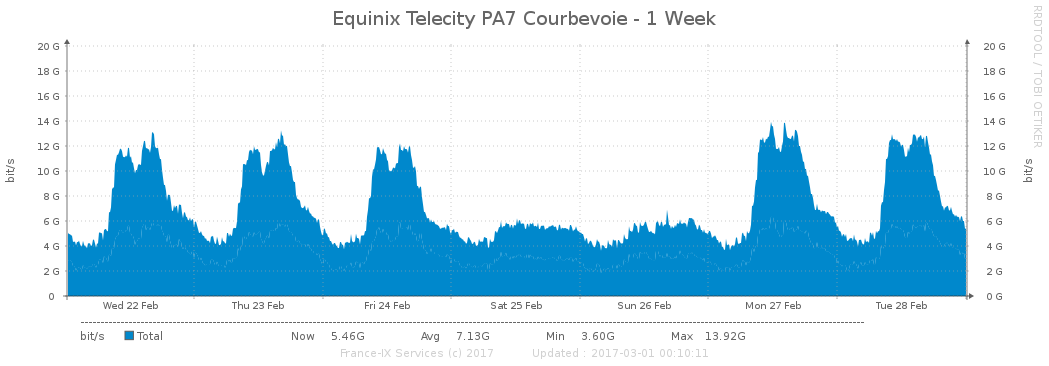 Equinix Telecity PA7 Courbevoie - 1 Week
RRDTOOL / TOBI OETIKER
bit/s
20 G 20 G
18 G 18 G
16 G 16 G
14 G 14 G
12 G 12 G
10 G 10 G
8 G 8 G
6 G 6 G
4 G 4 G
2 G 2 G
0 0 G
bit/s
Wed 22 Feb Thu 23 Feb Fri 24 Feb Sat 25 Feb Sun 26 Feb Mon 27 Feb Tue 28 Feb
bit/s Total Now 5.46G Avg 7.13G Min 3.60G Max 13.92G
France-IX Services (c) 2017 Updated : 2017-03-01 00:10:11